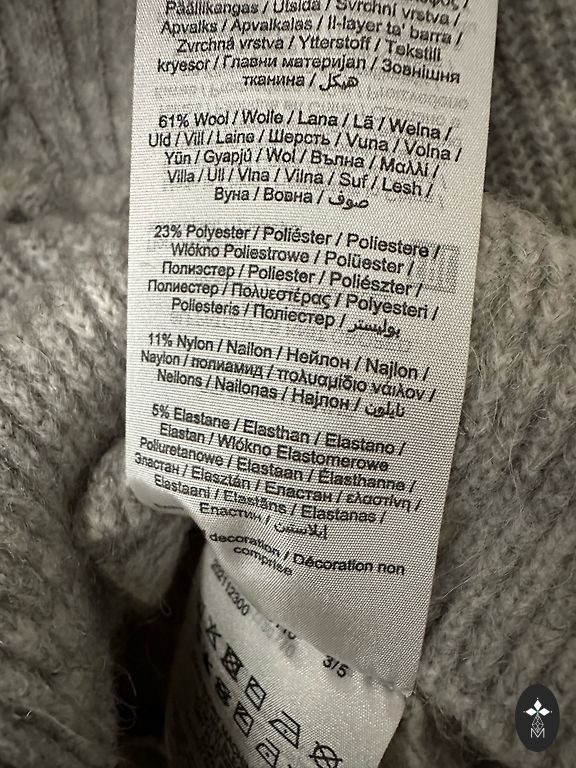 Päällikangas / Utsida / Svrchní vrstva /
Apvalks / Apvalkalas / Il-layer ta' barra /
Zvrchná vrstva / Ytterstoff / Tekstili
kryesor / Главни материјан / Зовнішня
тканина / هيكل
61% Wool / Wolle / Lana / Lã / Wełna /
Uld / Vill / Laine / Шерсть / Vuna / Volna /
Yün / Gyapjú / Wol / Вълна / Μαλλί /
Villa / Ull / Vlna / Vilna / Suf / Lesh /
Вуна / Вовна / صوف
23% Polyester / Poliéster / Poliestere /
Włókno Poliestrowe / Polüester /
Полиэстер / Poliester / Poliészter /
Полиестер / Πολυεστέρας / Polyesteri /
Poliesteris / Поліестер / بوليستر
11% Nylon / Nailon / Нейлон / Najlon /
Naylon / полиамид / πολυαμίδιο νάιλον /
Neilons / Nailonas / Најлон / نايلون
5% Elastane / Elasthan / Elastano /
Elastan / Włókno Elastomerowe
Poliuretanowe / Elastaan / Élasthanne /
Эластан / Elasztán / Еластан / ελαστίνη /
Elastaani / Elastāns / Elastanas /
Еластин / إيلاستين
decoration / Décoration non
comprise
3/5
M